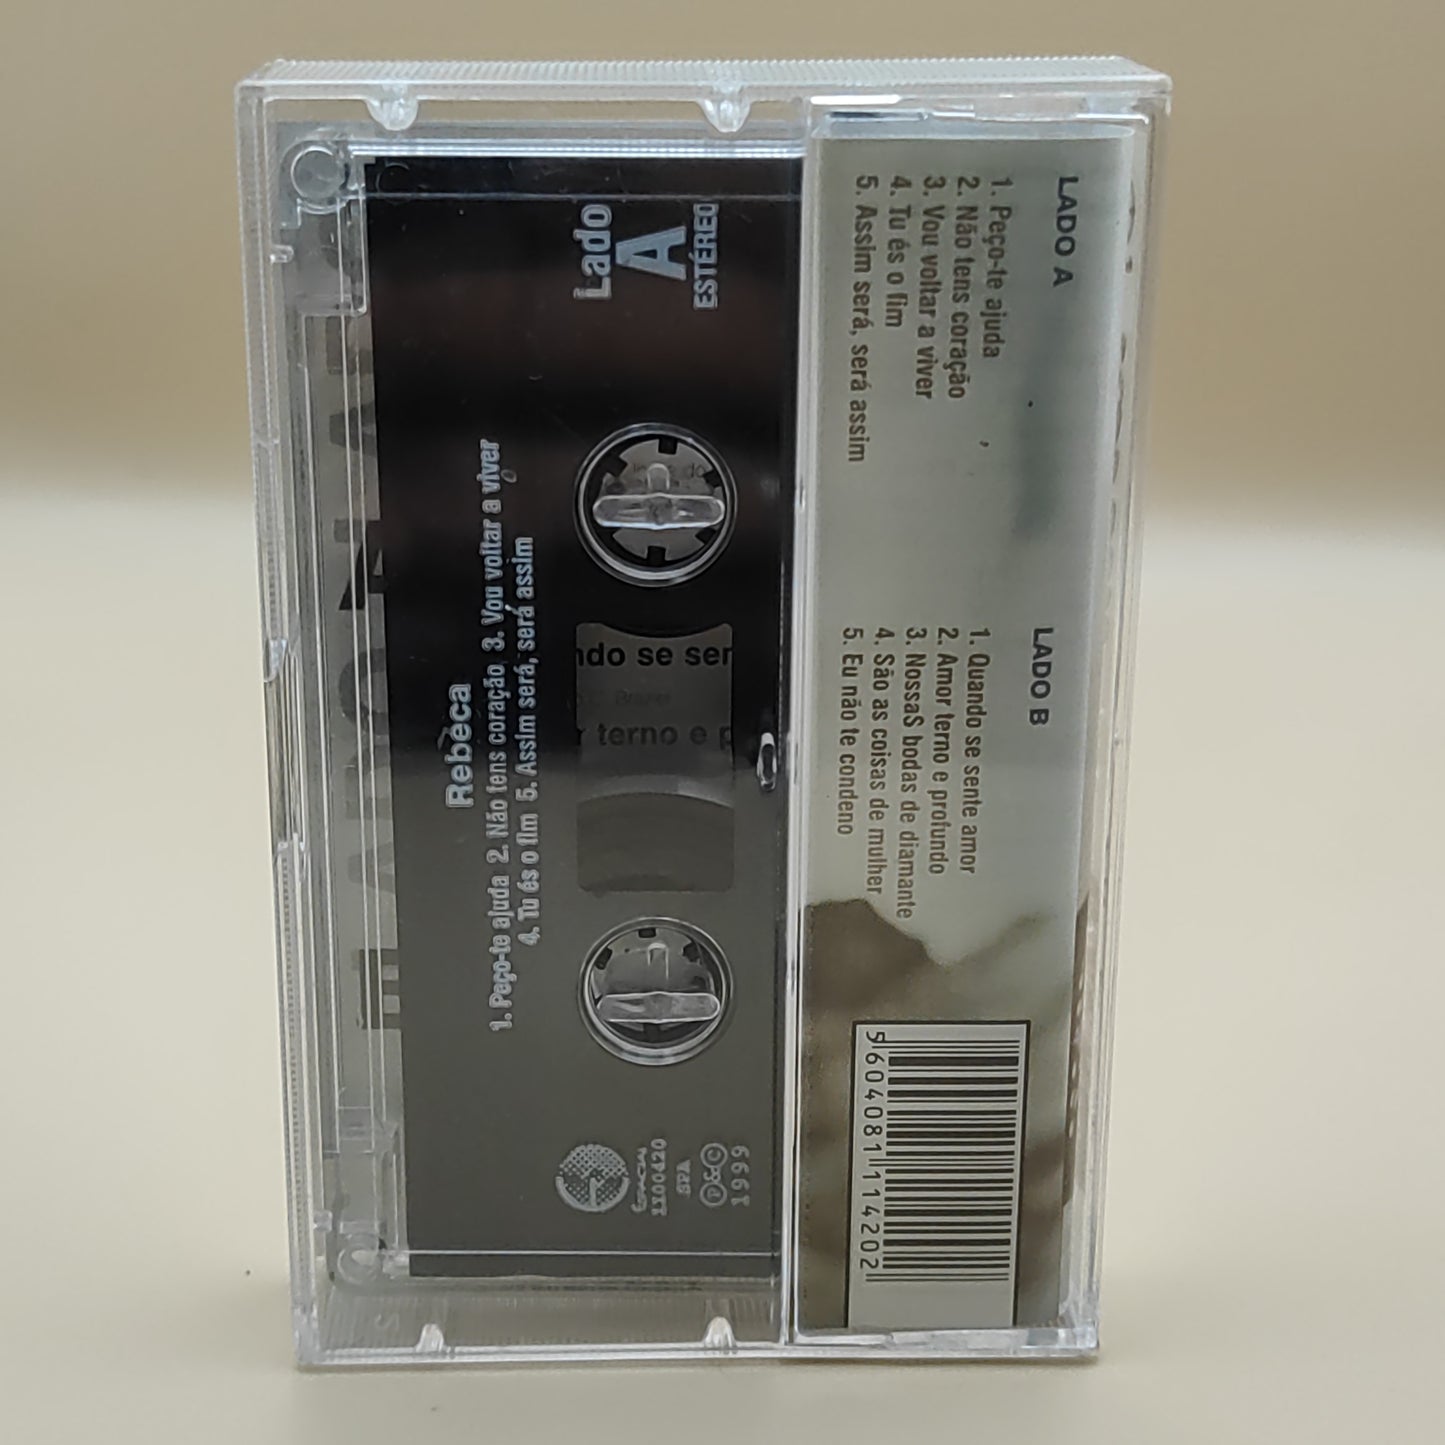 LADO A
1. Peço-te ajuda
2. Não tens coração
3. Vou voltar a viver
4. Tu és o fim
5. Assim será, será assim
LADO B
1. Quando se sente amor
2. Amor terno e profundo
3. NossaS bodas de diamante
4. São as coisas de mulher
5. Eu não te condeno
5604081114202
Lado
A
ESTÉREO
Rebeca
1. Peço-te ajuda 2. Não tens coração 3. Vou voltar a viver
4. Tu és o fim 5. Assim será, será assim
ndo se sen
terno e p
Espacial
1100420
SPA
P&C
1999